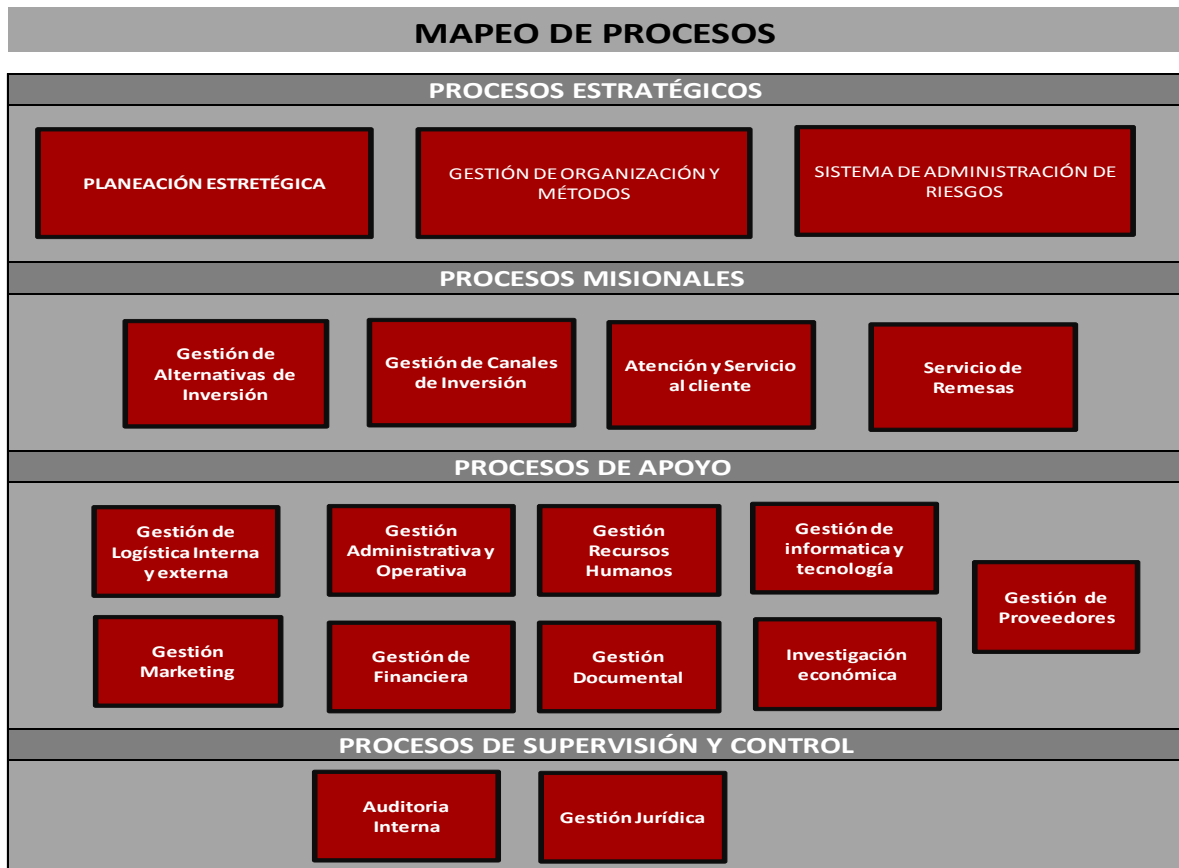 MAPEO DE PROCESOS
PROCESOS ESTRATÉGICOS
PLANEACIÓN ESTRETÉGICA
GESTIÓN DE ORGANIZACIÓN Y
MÉTODOS
SISTEMA DE ADMINISTRACIÓN DE
RIESGOS
PROCESOS MISIONALES
Gestión de
Alternativas de
Inversión
Gestión de Canales
de Inversión
Atención y Servicio
al cliente
Servicio de
Remesas
PROCESOS DE APOYO
Gestión de
Logística Interna
y externa
Gestión
Administrativa y
Operativa
Gestión
Recursos
Humanos
Gestión de
informatica y
tecnología
Gestión de
Proveedores
Gestión
Marketing
Gestión de
Financiera
Gestión
Documental
Investigación
económica
PROCESOS DE SUPERVISIÓN Y CONTROL
Auditoria
Interna
Gestión Jurídica